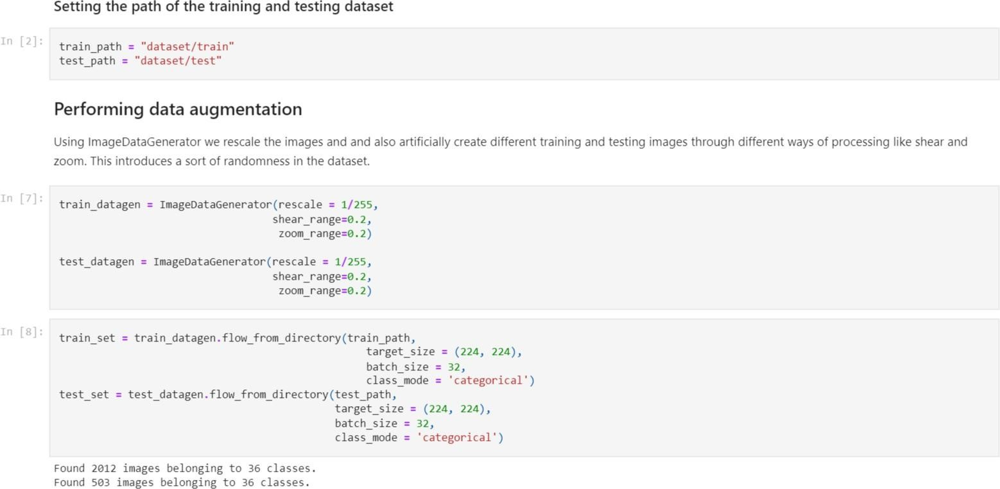 Setting the path of the training and testing dataset
In [2]:
train_path = "dataset/train"
test_path = "dataset/test"
Performing data augmentation
Using ImageDataGenerator we rescale the images and and also artificially create different training and testing images through different ways of processing like shear and
zoom. This introduces a sort of randomness in the dataset.
In [7]:
train_datagen = ImageDataGenerator(rescale = 1/255,
shear_range=0.2,
zoom_range=0.2)
test_datagen = ImageDataGenerator(rescale = 1/255,
shear_range=0.2,
zoom_range=0.2)
In [8]:
train_set = train_datagen.flow_from_directory(train_path,
target_size = (224, 224),
batch_size = 32,
class_mode = 'categorical')
test_set = test_datagen.flow_from_directory(test_path,
target_size = (224, 224),
batch_size = 32,
class_mode = 'categorical')
Found 2012 images belonging to 36 classes.
Found 503 images belonging to 36 classes.